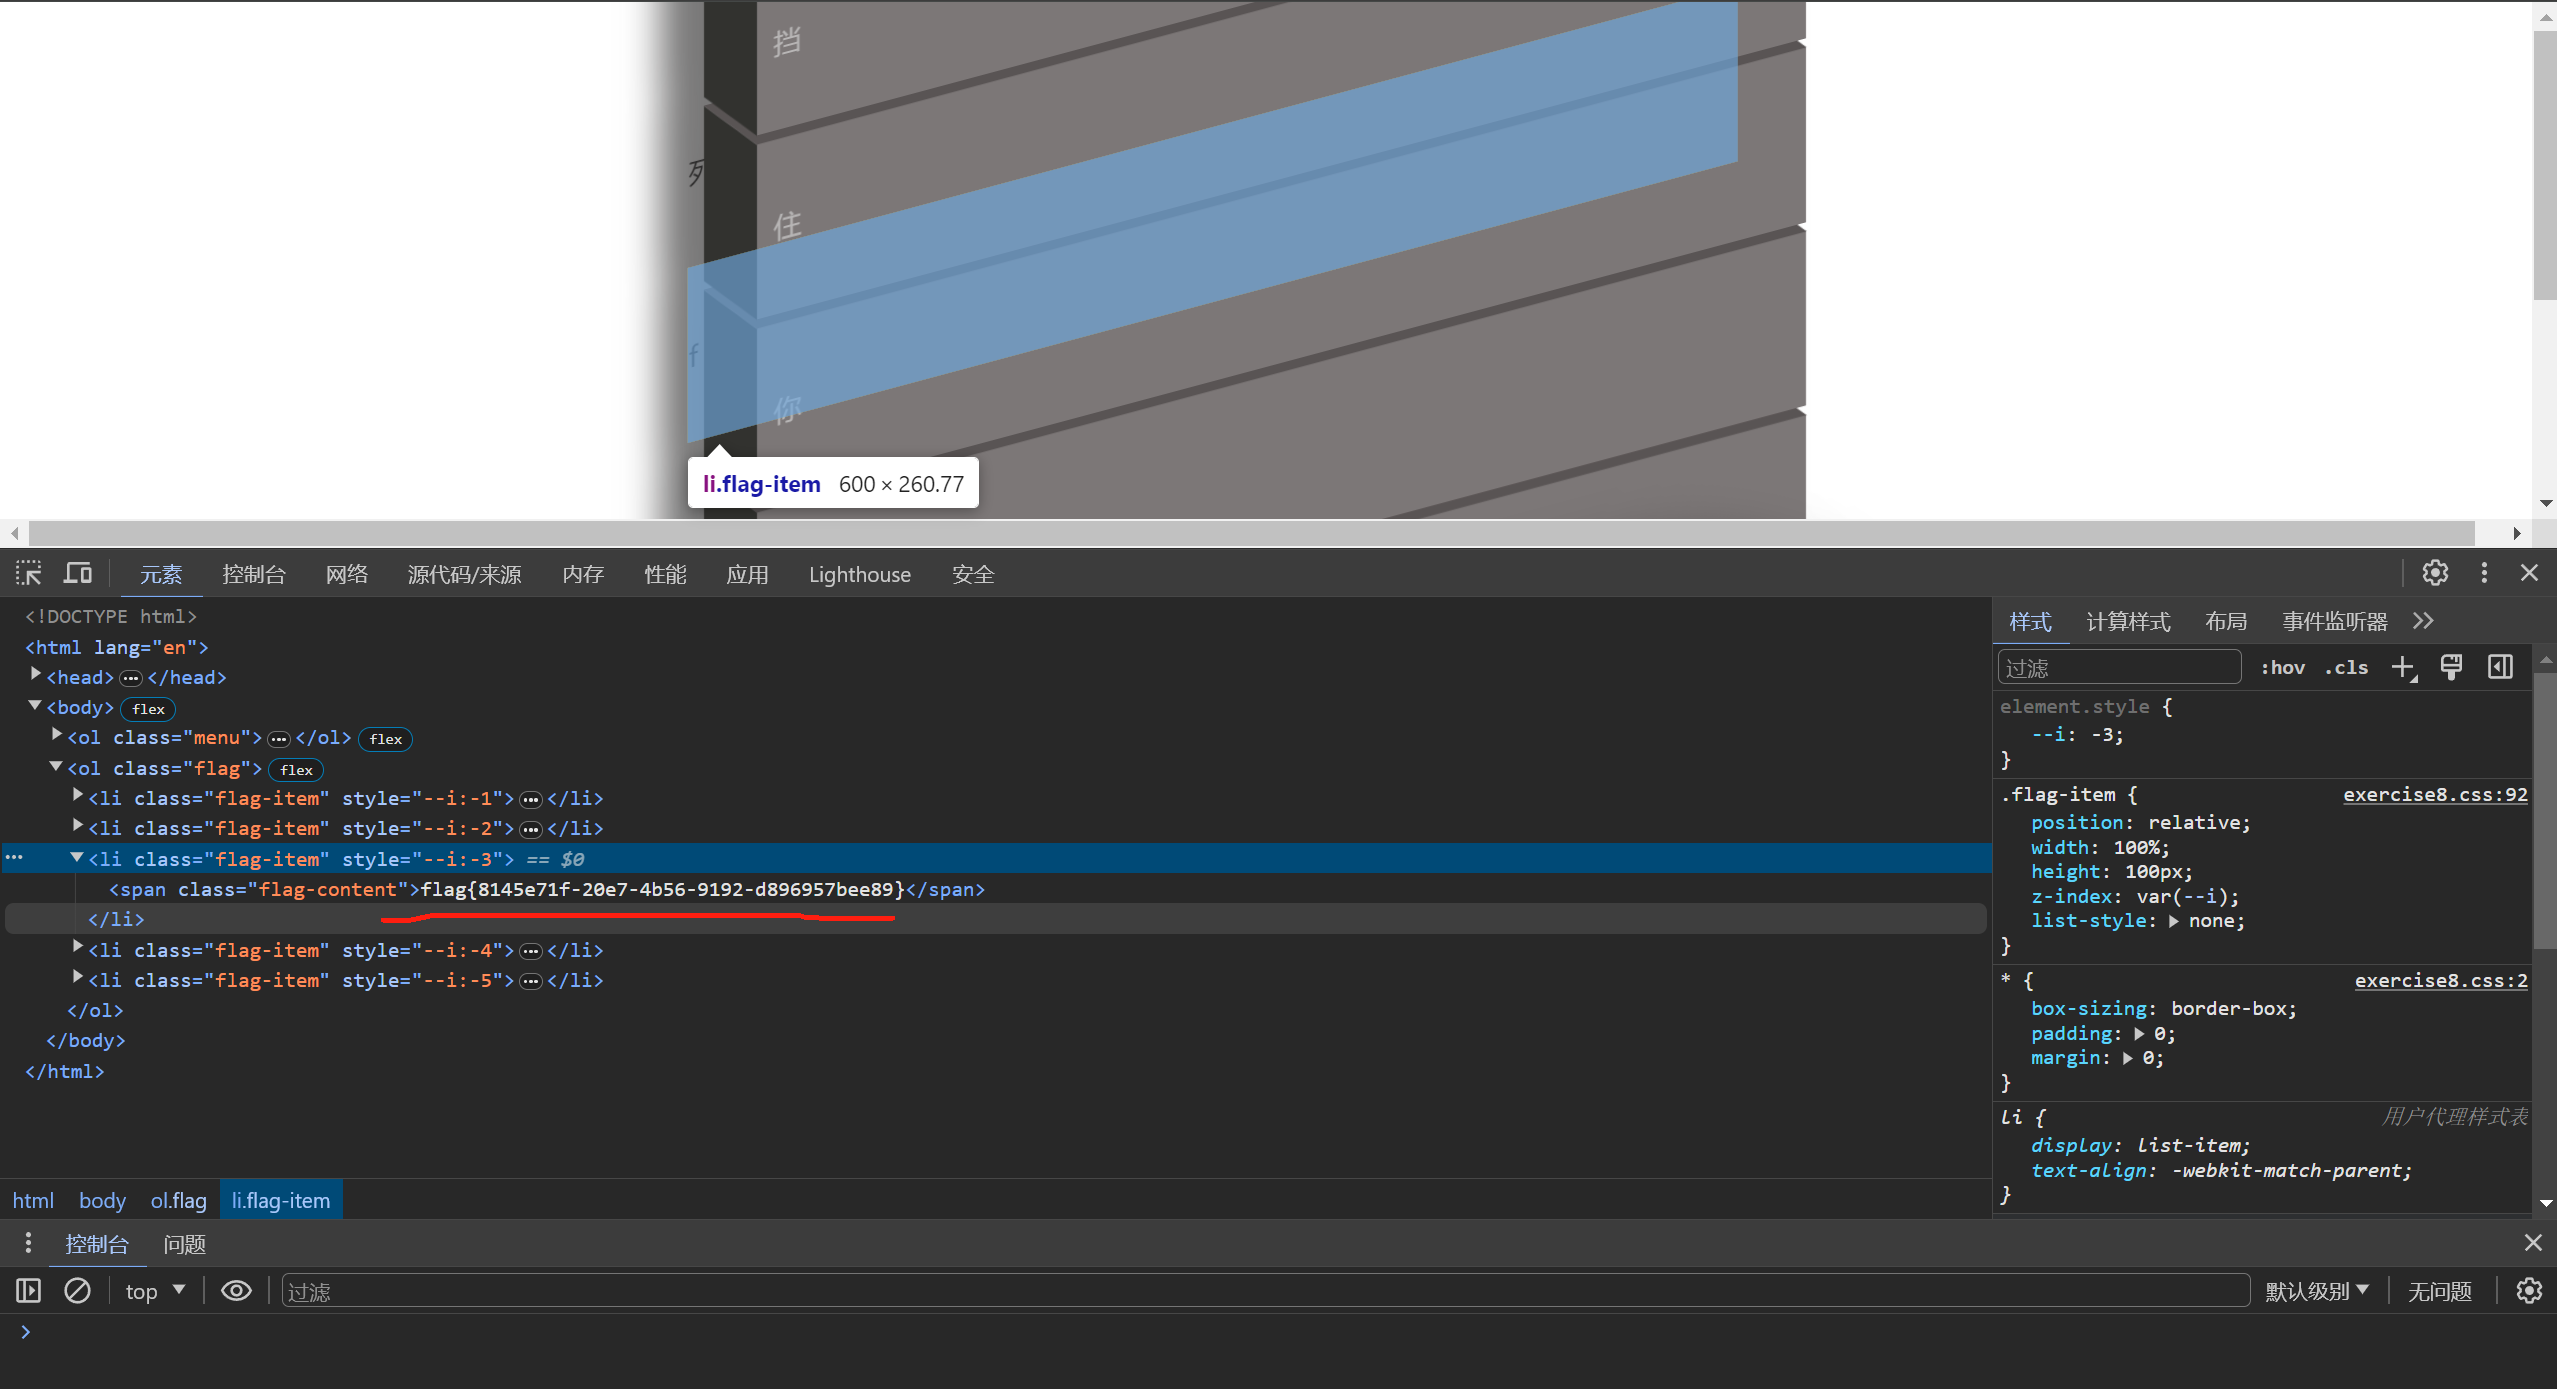 挡
列
住
f
你
li.flag-item 600 × 260.77
元素 控制台 网络 源代码/来源 内存 性能 应用 Lighthouse 安全
<!DOCTYPE html>
<html lang="en">
<head>…</head>
<body> flex
<ol class="menu">…</ol> flex
<ol class="flag"> flex
<li class="flag-item" style="--i:-1">…</li>
<li class="flag-item" style="--i:-2">…</li>
… <li class="flag-item" style="--i:-3"> == $0
<span class="flag-content">flag{8145e71f-20e7-4b56-9192-d896957bee89}</span>
</li>
<li class="flag-item" style="--i:-4">…</li>
<li class="flag-item" style="--i:-5">…</li>
</ol>
</body>
</html>
html body ol.flag li.flag-item
样式 计算样式 布局 事件监听器 >>
过滤 :hov .cls
element.style {
--i: -3;
}
.flag-item { exercise8.css:92
position: relative;
width: 100%;
height: 100px;
z-index: var(--i);
list-style: none;
}
* { exercise8.css:2
box-sizing: border-box;
padding: 0;
margin: 0;
}
li { 用户代理样式表
display: list-item;
text-align: -webkit-match-parent;
}
控制台 问题
top 过滤 默认级别 无问题
>